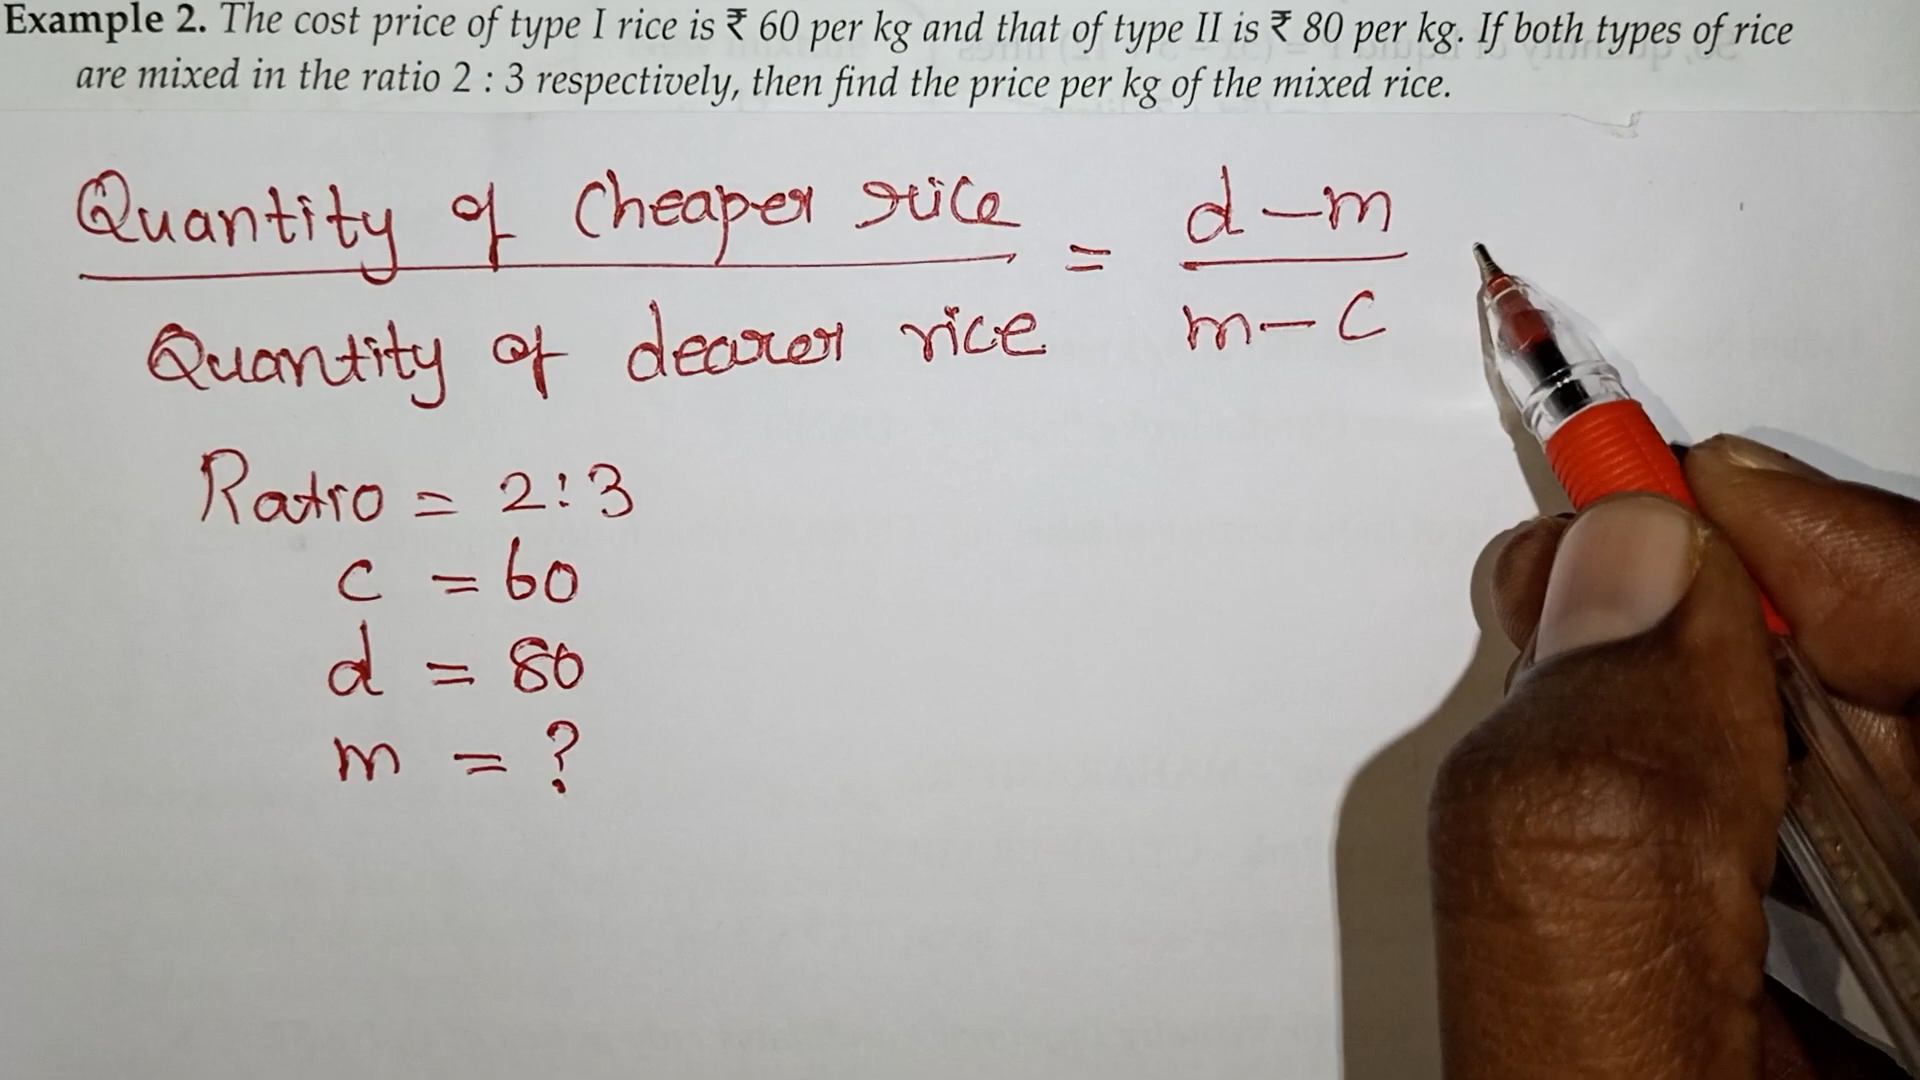 Example 2. The cost price of type I rice is ₹ 60 per kg and that of type II is ₹ 80 per kg. If both types of rice
are mixed in the ratio 2 : 3 respectively, then find the price per kg of the mixed rice.
Quantity of Cheaper rice / Quantity of dearer rice = d - m / m - c
Ratio = 2:3
c = 60
d = 80
m = ?